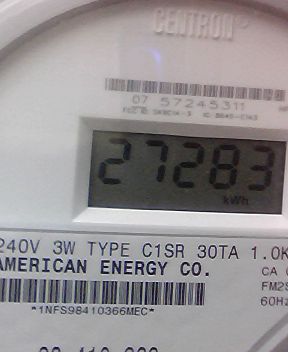 CENTRON®
07 57245311
27283
kWh
240V 3W TYPE C1SR 30TA 1.0K
AMERICAN ENERGY CO.
CA
FM2S
60Hz
*1NFS98410366MEC*